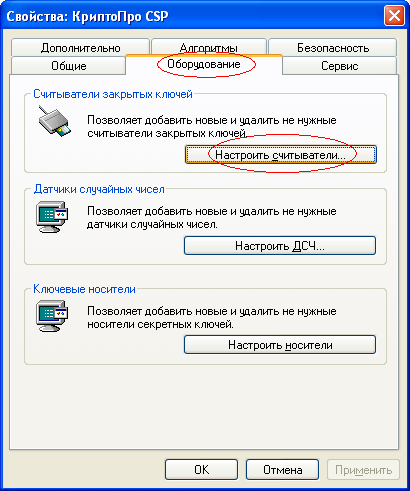 Свойства: КриптоПро CSP
Дополнительно Алгоритмы Безопасность
Общие Оборудование Сервис
Считыватели закрытых ключей
Позволяет добавить новые и удалить не нужные
считыватели закрытых ключей.
Настроить считыватели...
Датчики случайных чисел
Позволяет добавить новые и удалить не нужные
датчики случайных чисел.
Настроить ДСЧ...
Ключевые носители
Позволяет добавить новые и удалить не нужные
носители секретных ключей.
Настроить носители
OK Отмена Применить